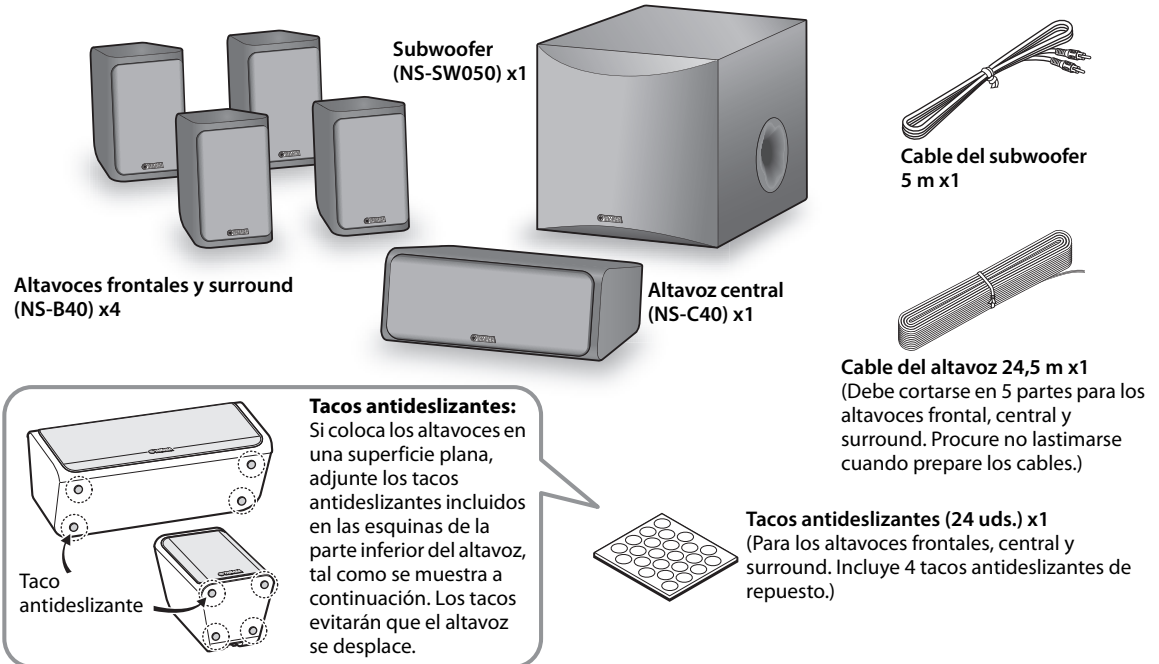 Subwoofer
(NS-SW050) x1
Cable del subwoofer
5 m x1
Altavoces frontales y surround
(NS-B40) x4
Altavoz central
(NS-C40) x1
Cable del altavoz 24,5 m x1
(Debe cortarse en 5 partes para los
altavoces frontal, central y
surround. Procure no lastimarse
cuando prepare los cables.)
Tacos antideslizantes:
Si coloca los altavoces en
una superficie plana,
adjunte los tacos
antideslizantes incluidos
en las esquinas de la
parte inferior del altavoz,
tal como se muestra a
continuación. Los tacos
evitarán que el altavoz
se desplace.
Taco
antideslizante
Tacos antideslizantes (24 uds.) x1
(Para los altavoces frontales, central y
surround. Incluye 4 tacos antideslizantes de
repuesto.)